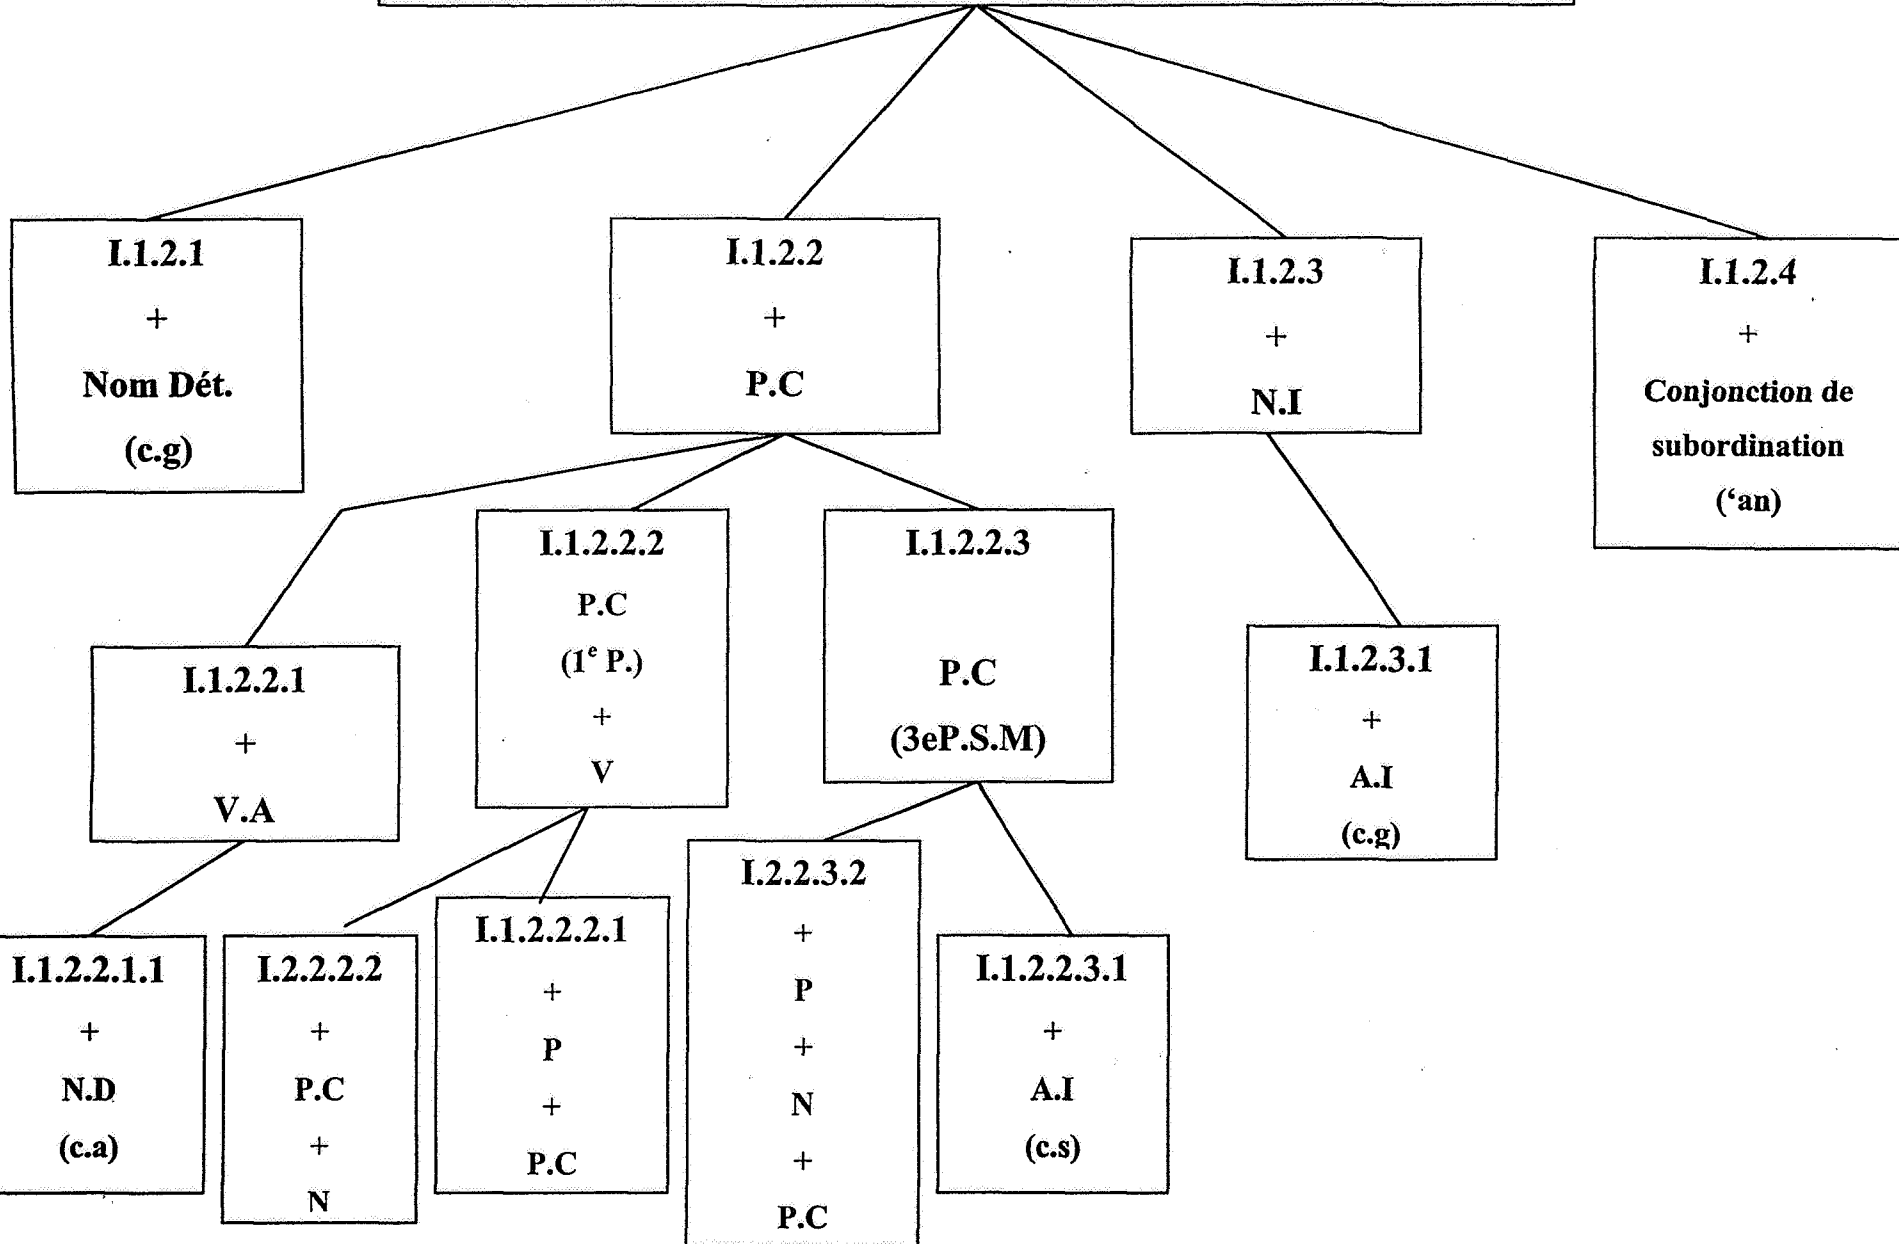 I.1.2.1
+
Nom Dét.
(c.g)
I.1.2.2
+
P.C
I.1.2.3
+
N.I
I.1.2.4
+
Conjonction de
subordination
(‘an)
I.1.2.2.1
+
V.A
I.1.2.2.2
P.C
(1e P.)
+
V
I.1.2.2.3
P.C
(3eP.S.M)
I.1.2.3.1
+
A.I
(c.g)
I.1.2.2.1.1
+
N.D
(c.a)
I.2.2.2.2
+
P.C
+
N
I.1.2.2.2.1
+
P
+
P.C
I.2.2.3.2
+
P
+
N
+
P.C
I.1.2.2.3.1
+
A.I
(c.s)